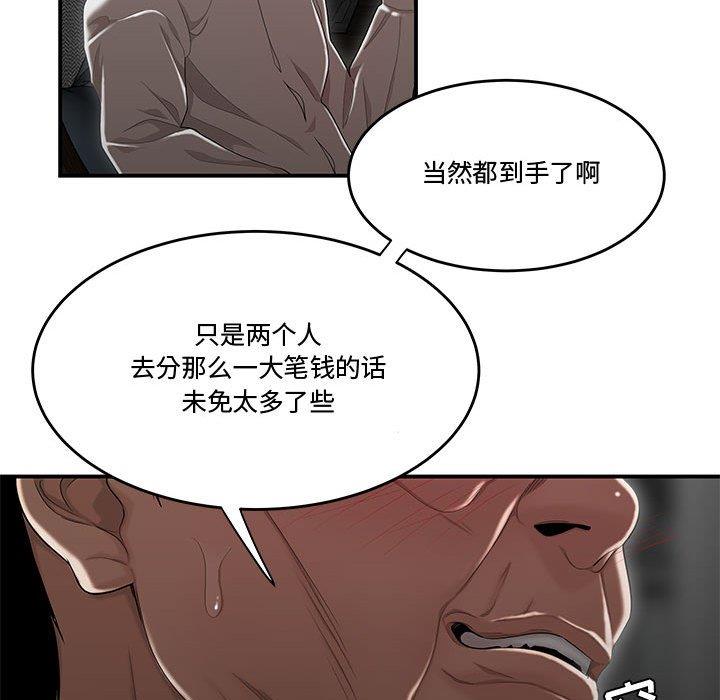 当然都到手了啊
只是两个人
去分那么一大笔钱的话
未免太多了些